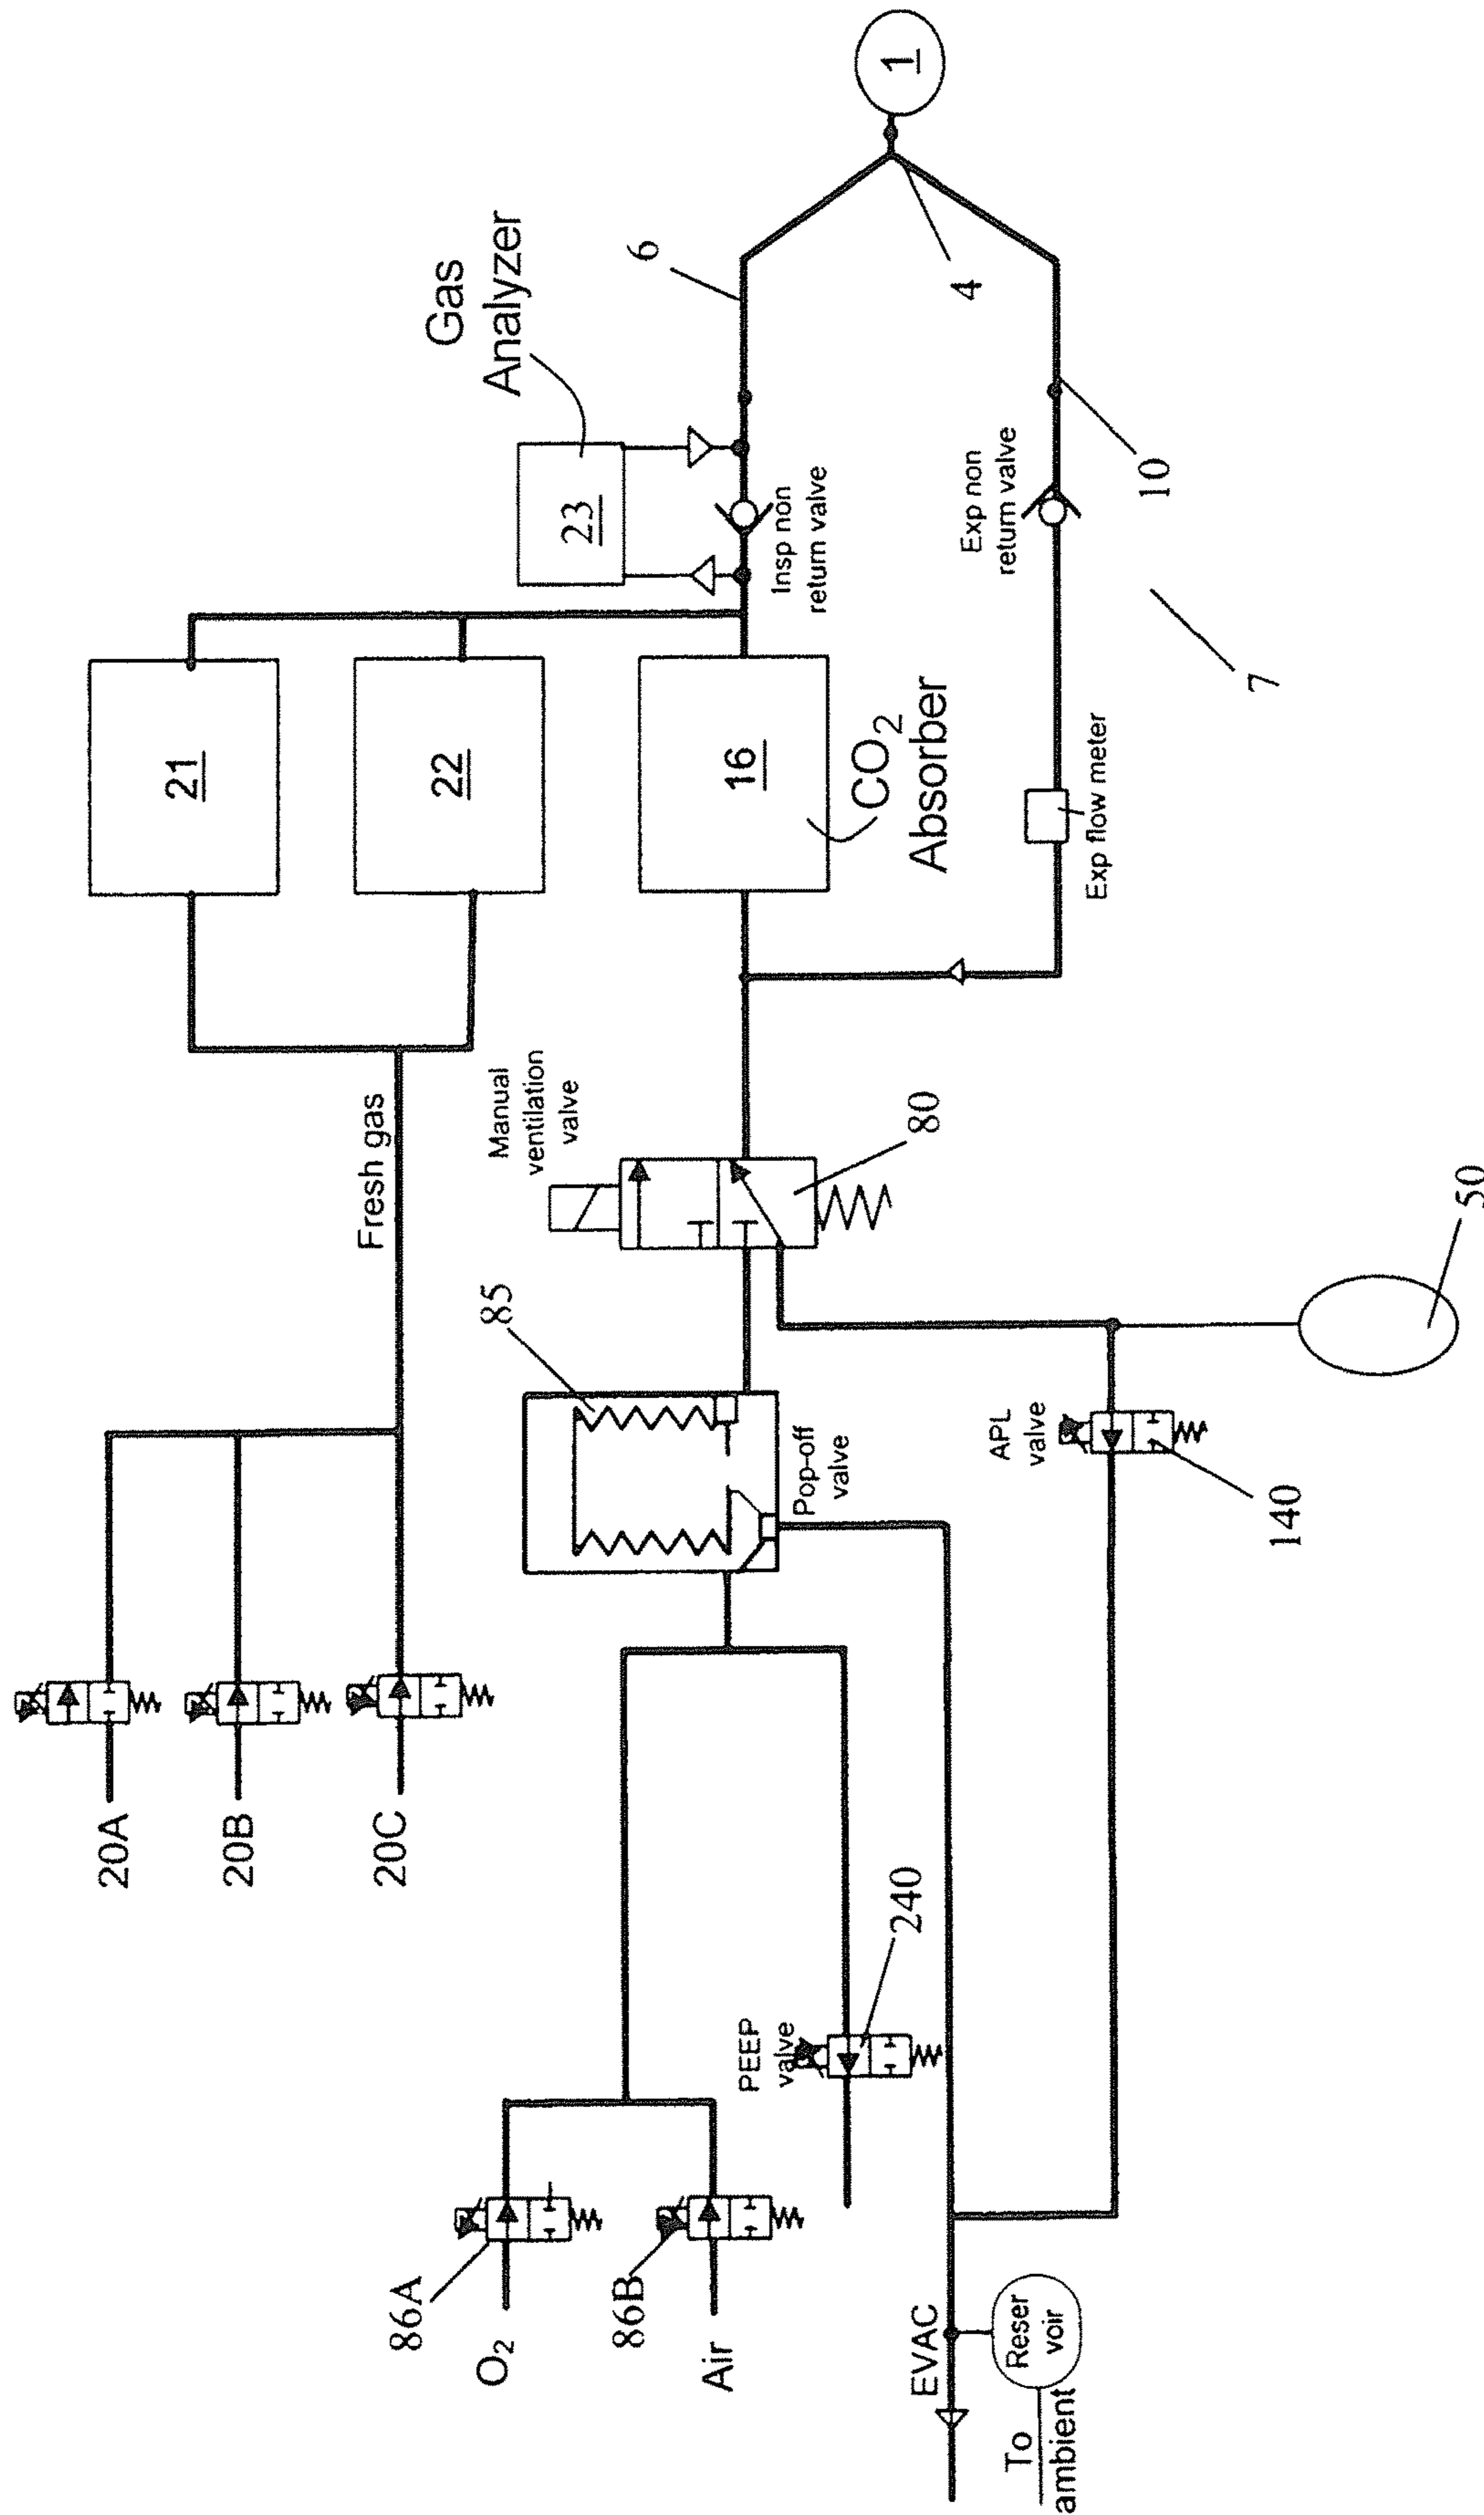 20A
20B
20C
Fresh gas
21
22
23
Gas
Analyzer
6
1
4
16
CO2
Absorber
Insp non
return valve
Exp non
return valve
10
7
Exp flow meter
Manual
ventilation
valve
80
85
Pop-off
valve
50
APL
valve
140
PEEP
valve
240
86A
O2
86B
Air
EVAC
Reser
voir
To
ambient